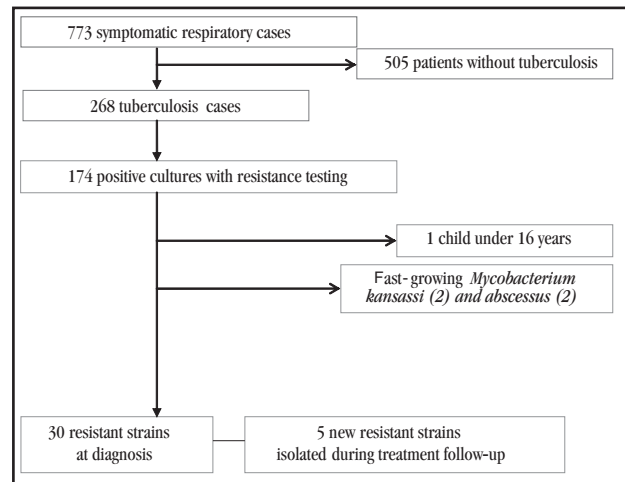 773 symptomatic respiratory cases
505 patients without tuberculosis
268 tuberculosis cases
174 positive cultures with resistance testing
1 child under 16 years
Fast-growing Mycobacterium
kansassi (2) and abscessus (2)
30 resistant strains
at diagnosis
5 new resistant strains
isolated during treatment follow-up